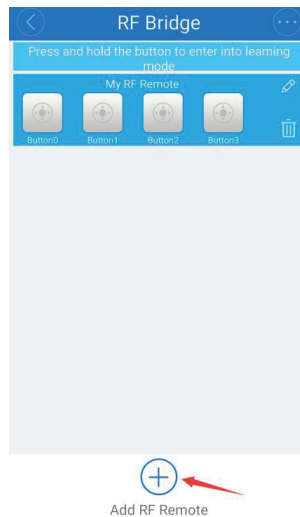 RF Bridge
Press and hold the button to enter into learning
mode
My RF Remote
Button0 Button1 Button2 Button3
Add RF Remote